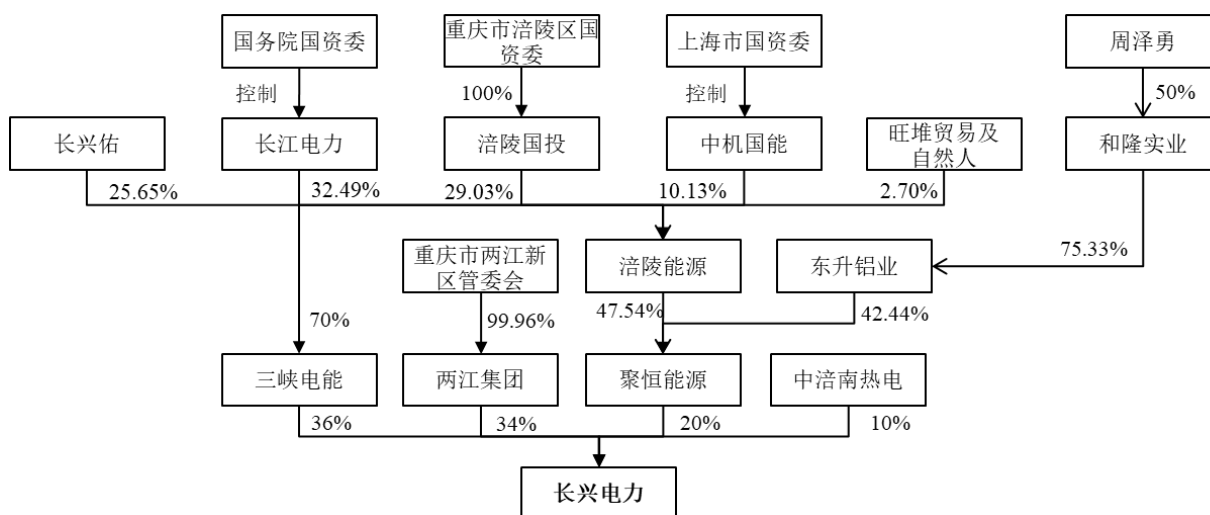 国务院国资委
重庆市涪陵区国
资委
上海市国资委
周泽勇
控制
100%
控制
50%
长兴佑
长江电力
涪陵国投
中机国能
旺堆贸易及
自然人
和隆实业
25.65%
32.49%
29.03%
10.13%
2.70%
重庆市两江新
区管委会
涪陵能源
东升铝业
75.33%
70%
99.96%
47.54%
42.44%
三峡电能
两江集团
聚恒能源
中涪南热电
36%
34%
20%
10%
长兴电力